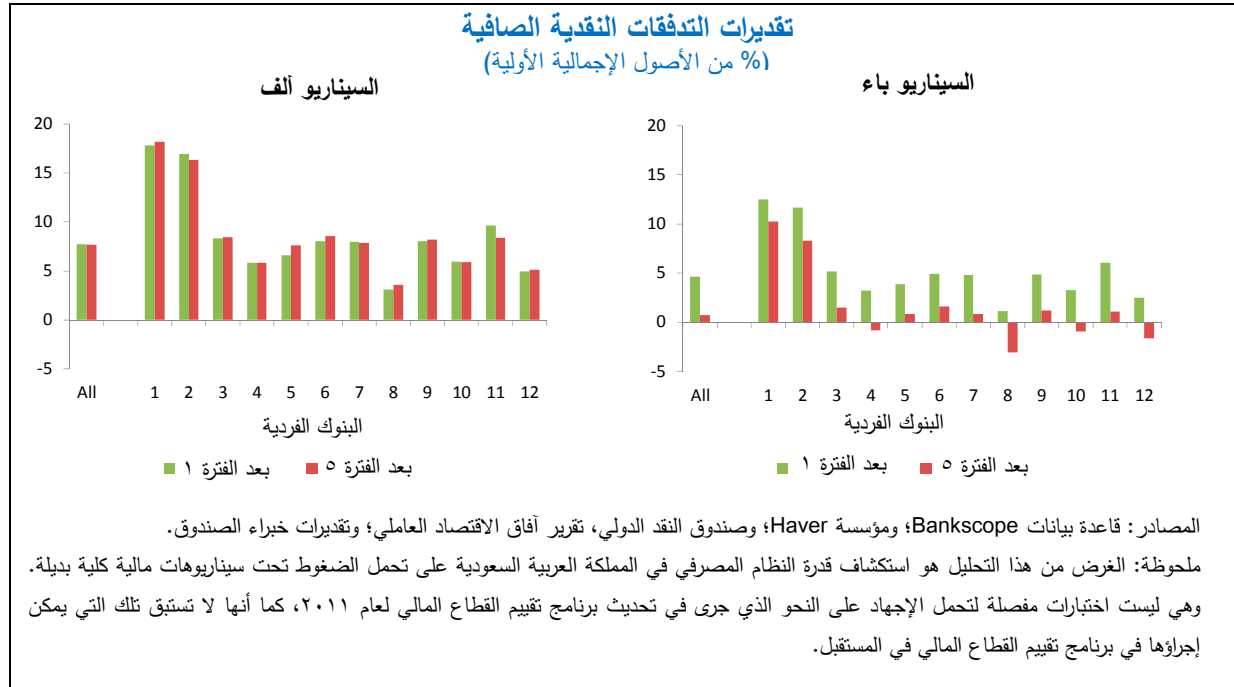 تقديرات التدفقات النقدية الصافية
(% من الأصول الإجمالية الأولية)
السيناريو ألف
20
15
10
5
0
-5
All 1 2 3 4 5 6 7 8 9 10 11 12
البنوك الفردية
بعد الفترة ١ بعد الفترة ٥
السيناريو باء
20
15
10
5
0
-5
All 1 2 3 4 5 6 7 8 9 10 11 12
البنوك الفردية
بعد الفترة ١ بعد الفترة ٥
المصادر: قاعدة بيانات Bankscope؛ ومؤسسة Haver؛ وصندوق النقد الدولي، تقرير آفاق الاقتصاد العاملي؛ وتقديرات خبراء الصندوق.
ملحوظة: الغرض من هذا التحليل هو استكشاف قدرة النظام المصرفي في المملكة العربية السعودية على تحمل الضغوط تحت سيناريوهات مالية كلية بديلة.
وهي ليست اختبارات مفصلة لتحمل الإجهاد على النحو الذي جرى في تحديث برنامج تقييم القطاع المالي لعام ٢٠١١، كما أنها لا تستبق تلك التي يمكن
إجراؤها في برنامج تقييم القطاع المالي في المستقبل.